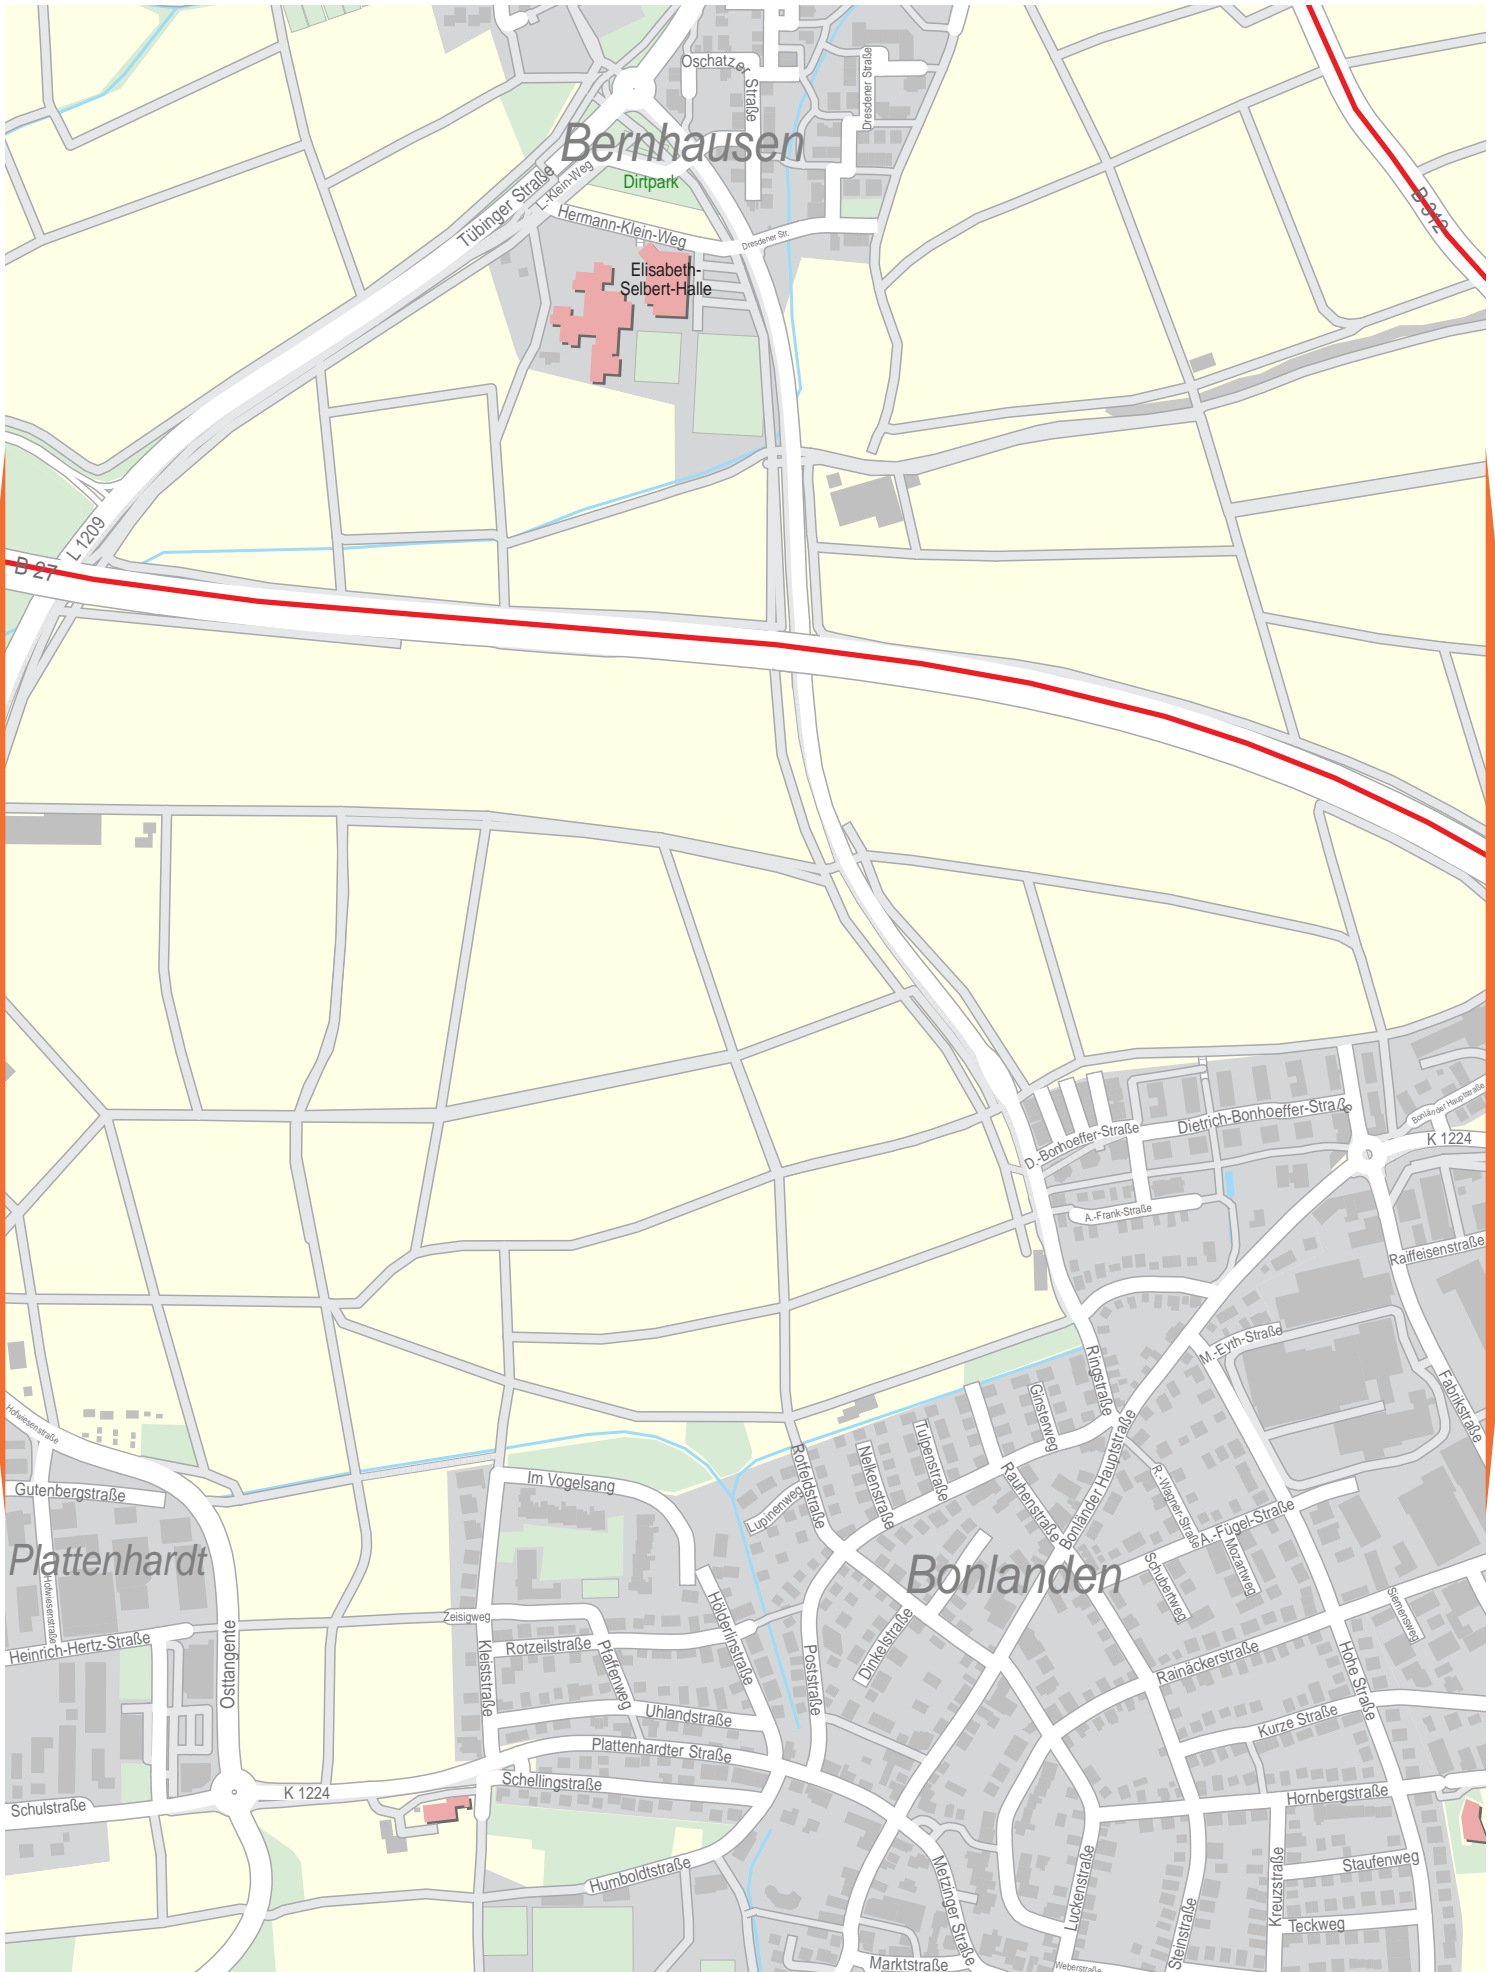 Oschatzer Straße
Dresdener Straße
Bernhausen
Dirtpark
Tübinger Straße
L.-Klein-Weg
Hermann-Klein-Weg
Dresdener Str.
B 312
Elisabeth-
Selbert-Halle
L 1209
B 27
Bonländer Hauptstraße
Dietrich-Bonhoeffer-Straße
D.-Bonhoeffer-Straße
K 1224
A.-Frank-Straße
Raiffeisenstraße
M.-Eyth-Straße
Ringstraße
Fabrikstraße
Ginsterweg
Hofwiesenstraße
Tulpenstraße
Nelkenstraße
Rotfeldstraße
Bonländer Hauptstraße
Rauhenstraße
R.-Wagner-Straße
Im Vogelsang
Gutenbergstraße
Lupinenweg
A.-Fügel-Straße
Mozartweg
Schubertweg
Plattenhardt
Bonlanden
Hofwiesenstraße
Siemensweg
Hölderlinstraße
Zeisigweg
Heinrich-Hertz-Straße
Rotzeilstraße
Dinkelstraße
Osttangente
Kleiststraße
Pfaffenweg
Poststraße
Rainäckerstraße
Hohe Straße
Uhlandstraße
Kurze Straße
Plattenhardter Straße
Schellingstraße
K 1224
Hornbergstraße
Schulstraße
Humboldtstraße
Metzinger Straße
Luckenstraße
Staufenweg
Kreuzstraße
Steinstraße
Teckweg
Marktstraße
Weberstraße